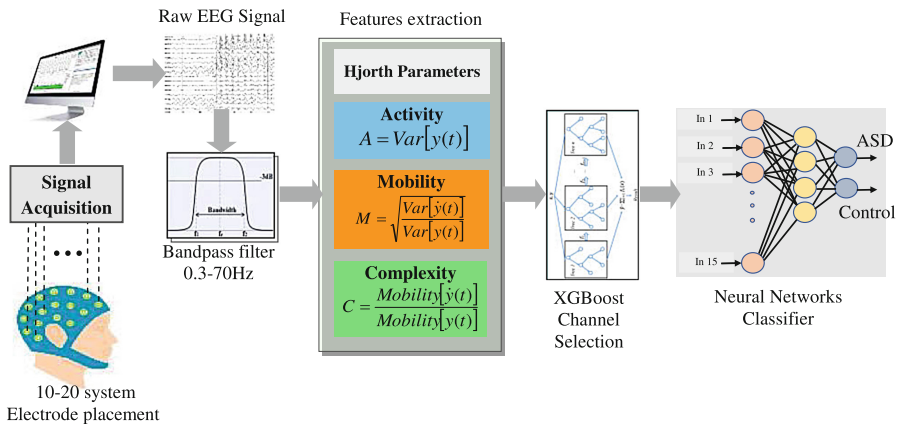 Raw EEG Signal
Features extraction
Hjorth Parameters
Activity
A = Var[y(t)]
Mobility
M = √(Var[ẏ(t)] / Var[y(t)])
Complexity
C = Mobility[ẏ(t)] / Mobility[y(t)]
Signal
Acquisition
10-20 system
Electrode placement
Bandwidth
Bandpass filter
0.3-70Hz
XGBoost
Channel
Selection
In 1
In 2
In 3
In 15
ASD
Control
Neural Networks
Classifier